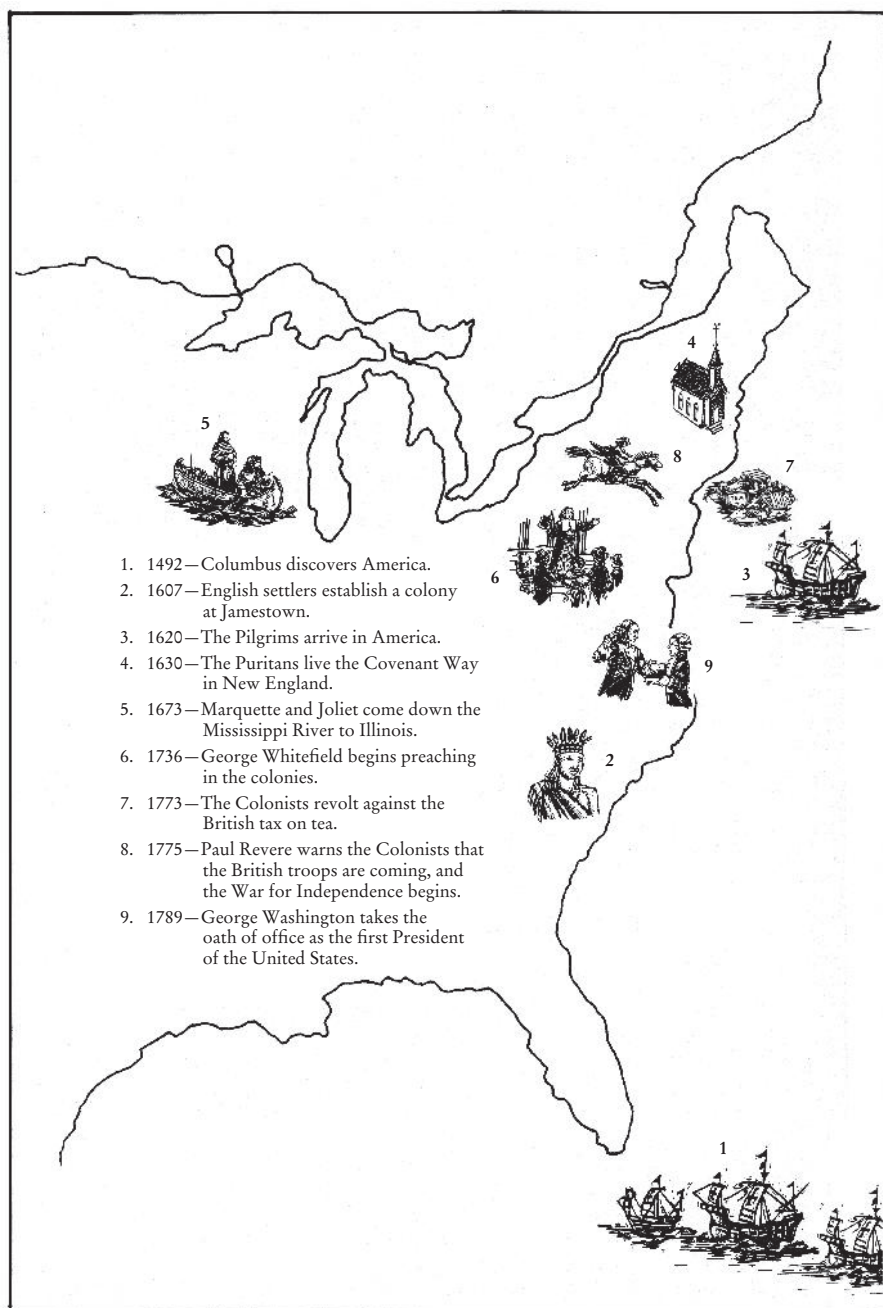 4
5
8
7
6
3
9
2
1
1. 1492—Columbus discovers America.
2. 1607—English settlers establish a colony
at Jamestown.
3. 1620—The Pilgrims arrive in America.
4. 1630—The Puritans live the Covenant Way
in New England.
5. 1673—Marquette and Joliet come down the
Mississippi River to Illinois.
6. 1736—George Whitefield begins preaching
in the colonies.
7. 1773—The Colonists revolt against the
British tax on tea.
8. 1775—Paul Revere warns the Colonists that
the British troops are coming, and
the War for Independence begins.
9. 1789—George Washington takes the
oath of office as the first President
of the United States.